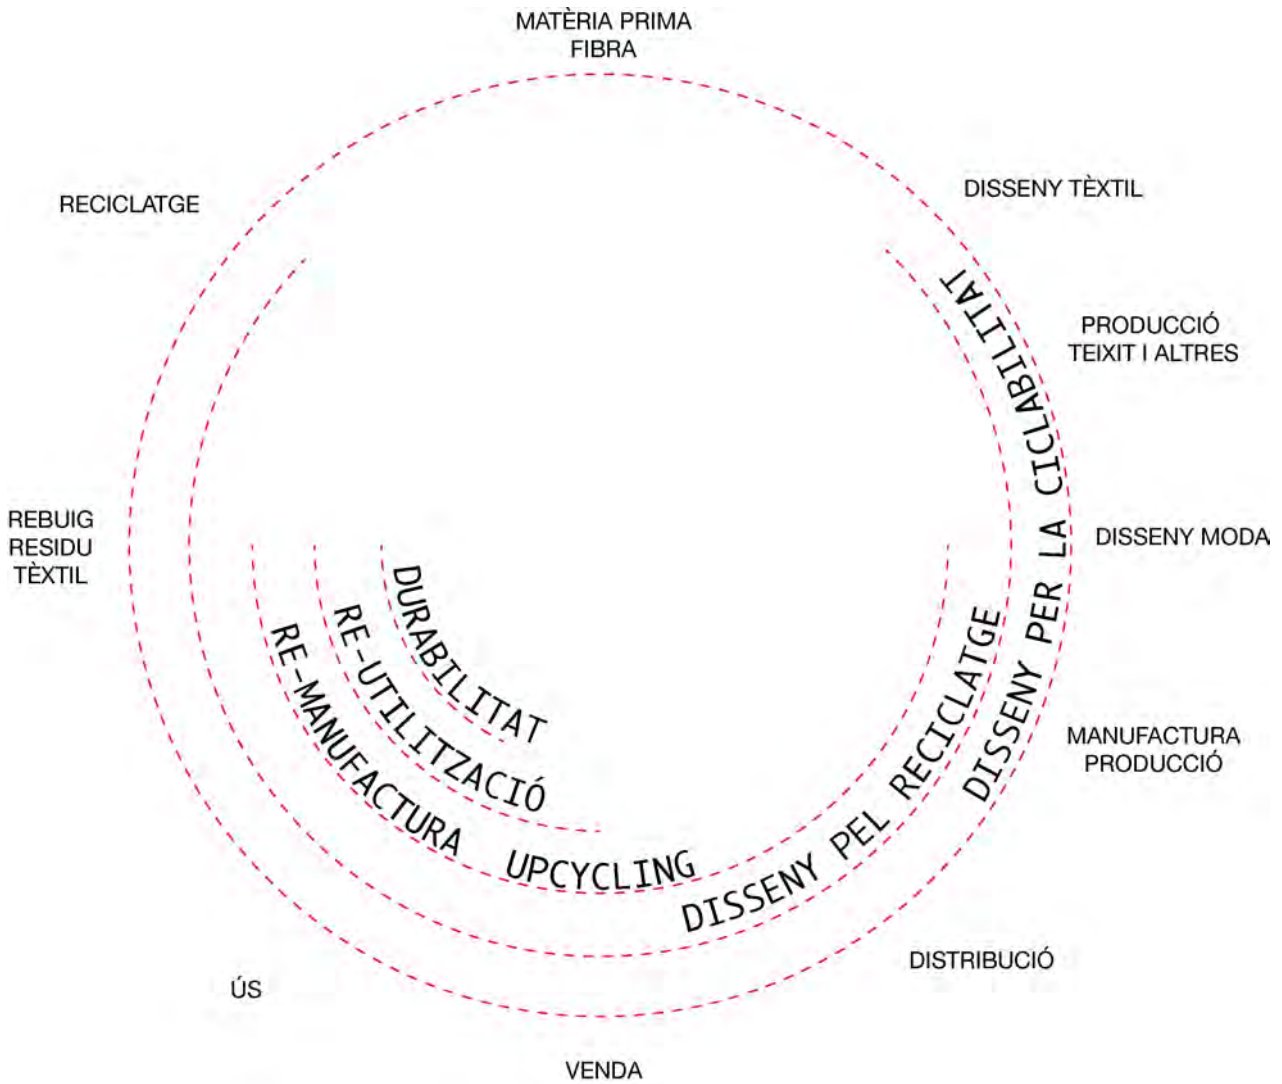 MATÈRIA PRIMA
FIBRA
DISSENY TÈXTIL
PRODUCCIÓ
TEIXIT I ALTRES
DISSENY MODA
MANUFACTURA
PRODUCCIÓ
DISTRIBUCIÓ
VENDA
ÚS
REBUIG
RESIDU
TÈXTIL
RECICLATGE
DISSENY PER LA CICLABILITAT
DISSENY PEL RECICLATGE
RE-MANUFACTURA UPCYCLING
RE-UTILITZACIÓ
DURABILITAT